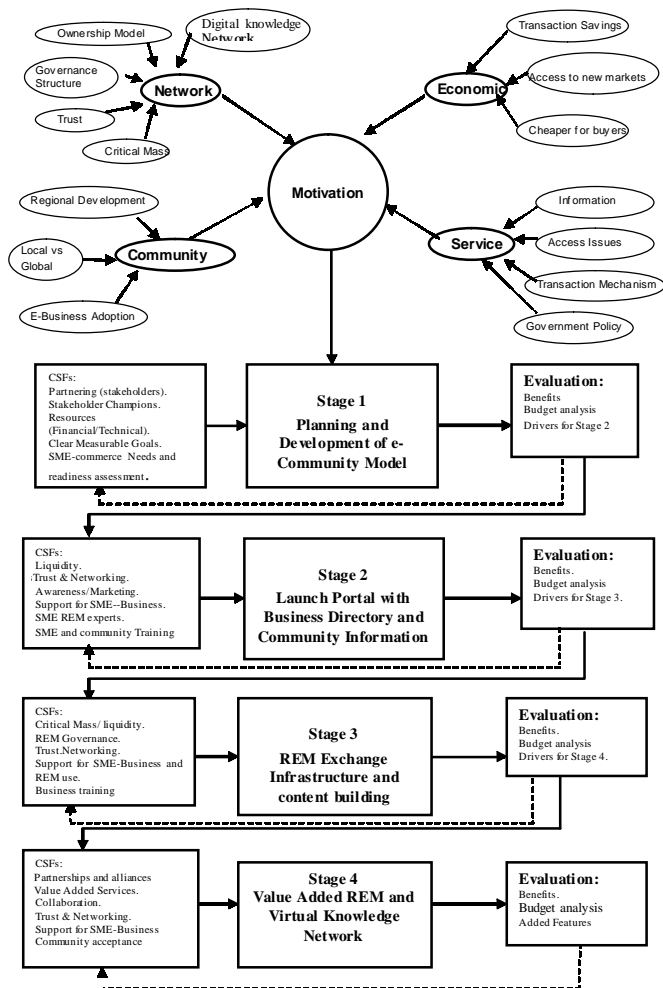 Ownership Model
Digital knowledge
Network
Governance
Structure
Network
Trust
Critical Mass
Transaction Savings
Economic
Access to new markets
Cheaper for buyers
Motivation
Regional Development
Local vs
Global
Community
E-Business Adoption
Information
Service
Access Issues
Transaction Mechanism
Government Policy
CSFs:
Partnering (stakeholders).
Stakeholder Champions.
Resources
(Financial/Technical).
Clear Measurable Goals.
SME-commerce Needs and
readiness assessment.
Stage 1
Planning and
Development of e-
Community Model
Evaluation:
Benefits
Budget analysis
Drivers for Stage 2
CSFs:
Liquidity.
:Trust & Networking.
Awareness/Marketing.
Support for SME--Business.
SME REM experts.
SME and community Training
Stage 2
Launch Portal with
Business Directory and
Community Information
Evaluation:
Benefits.
Budget analysis
Drivers for Stage 3.
CSFs:
Critical Mass/ liquidity.
REM Governance.
Trust.Networking.
Support for SME-Business and
REM use.
Business training
Stage 3
REM Exchange
Infrastructure and
content building
Evaluation:
Benefits.
Budget analysis
Drivers for Stage 4.
CSFs:
Partnerships and alliances
Value Added Services.
Collaboration.
Trust & Networking.
Support for SME-Business
Community acceptance
Stage 4
Value Added REM and
Virtual Knowledge
Network
Evaluation:
Benefits.
Budget analysis
Added Features